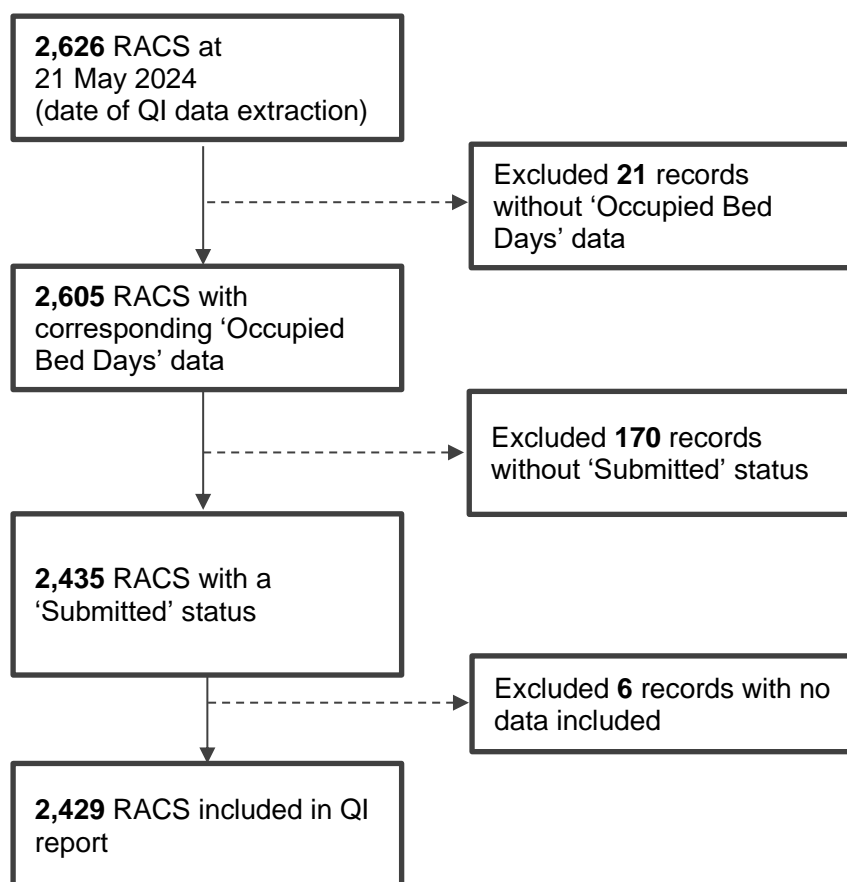 2,626 RACS at
21 May 2024
(date of QI data extraction)
Excluded 21 records
without ‘Occupied Bed
Days’ data
2,605 RACS with
corresponding ‘Occupied
Bed Days’ data
Excluded 170 records
without ‘Submitted’ status
2,435 RACS with a
‘Submitted’ status
Excluded 6 records with no
data included
2,429 RACS included in QI
report